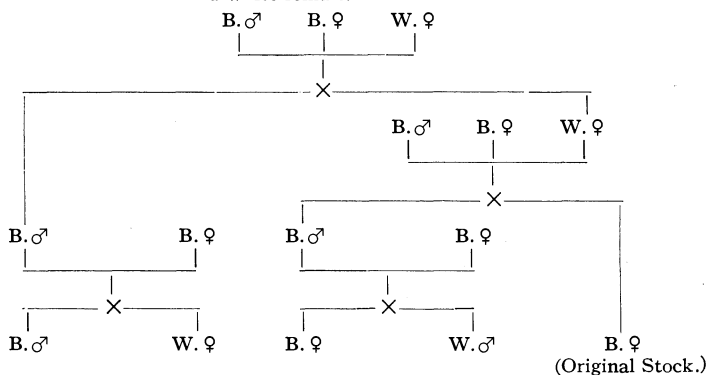 B. ♂ B. ♀ W. ♀
×
B. ♂ B. ♀ W. ♀
×
B. ♂ B. ♀ B. ♂ B. ♀
× ×
B. ♂ W. ♀ B. ♀ W. ♂ B. ♀
(Original Stock.)